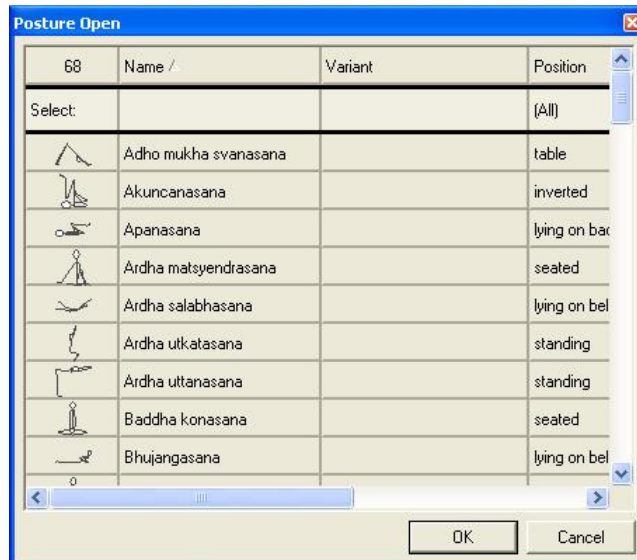 Posture Open
68 Name / Variant Position
Select: (All)
Adho mukha svanasana table
Akuncanasana inverted
Apanasana lying on bac
Ardha matsyendrasana seated
Ardha salabhasana lying on bel
Ardha utkatasana standing
Ardha uttanasana standing
Baddha konasana seated
Bhujangasana lying on bel
OK Cancel